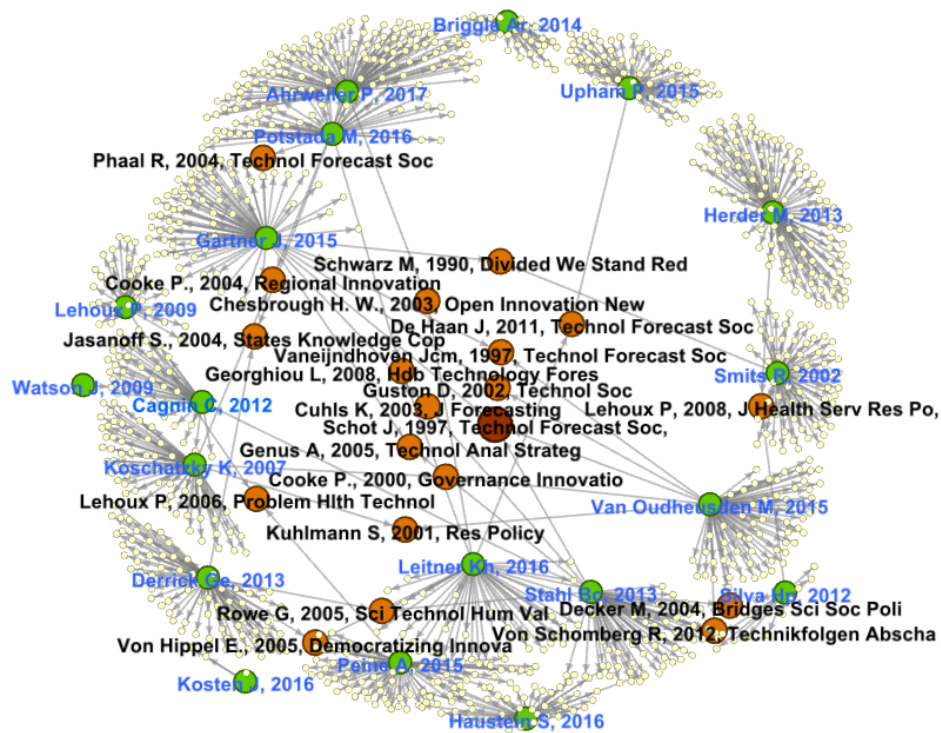 Briggle Ar, 2014
Ahrweiler P, 2017
Upham P, 2015
Potstada M, 2016
Phaal R, 2004, Technol Forecast Soc
Herder M, 2013
Gartner J, 2015
Schwarz M, 1990, Divided We Stand Red
Cooke P., 2004, Regional Innovation
Chesbrough H. W., 2003, Open Innovation New
Lehoux P, 2009
De Haan J, 2011, Technol Forecast Soc
Jasanoff S., 2004, States Knowledge Cop
Vaneijndhoven Jcm, 1997, Technol Forecast Soc
Georghiou L, 2008, Hdb Technology Fores
Smits R, 2002
Watson J, 2009
Guston D, 2002, Technol Soc
Cagnin C, 2012
Cuhls K, 2003, J Forecasting
Lehoux P, 2008, J Health Serv Res Po,
Schot J, 1997, Technol Forecast Soc,
Genus A, 2005, Technol Anal Strateg
Koschatzky K, 2007
Cooke P., 2000, Governance Innovatio
Lehoux P, 2006, Problem Hlth Technol
Van Oudheusden M, 2015
Kuhlmann S, 2001, Res Policy
Leitner Kh, 2016
Derrick Ge, 2013
Stahl Bc, 2013
Silva Hp, 2012
Rowe G, 2005, Sci Technol Hum Val
Decker M, 2004, Bridges Sci Soc Poli
Von Schomberg R, 2012, Technikfolgen Abscha
Von Hippel E., 2005, Democratizing Innova
Peine A, 2015
Kosten J, 2016
Haustein S, 2016